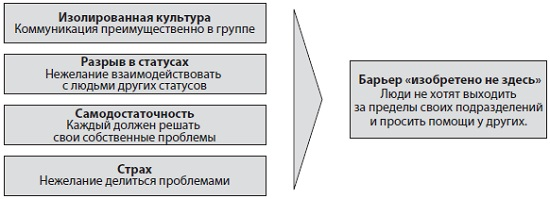 Изолированная культура
Коммуникация преимущественно в группе
Разрыв в статусах
Нежелание взаимодействовать
с людьми других статусов
Самодостаточность
Каждый должен решать
свои собственные проблемы
Страх
Нежелание делиться проблемами
Барьер «изобретено не здесь»
Люди не хотят выходить
за пределы своих подразделений
и просить помощи у других.